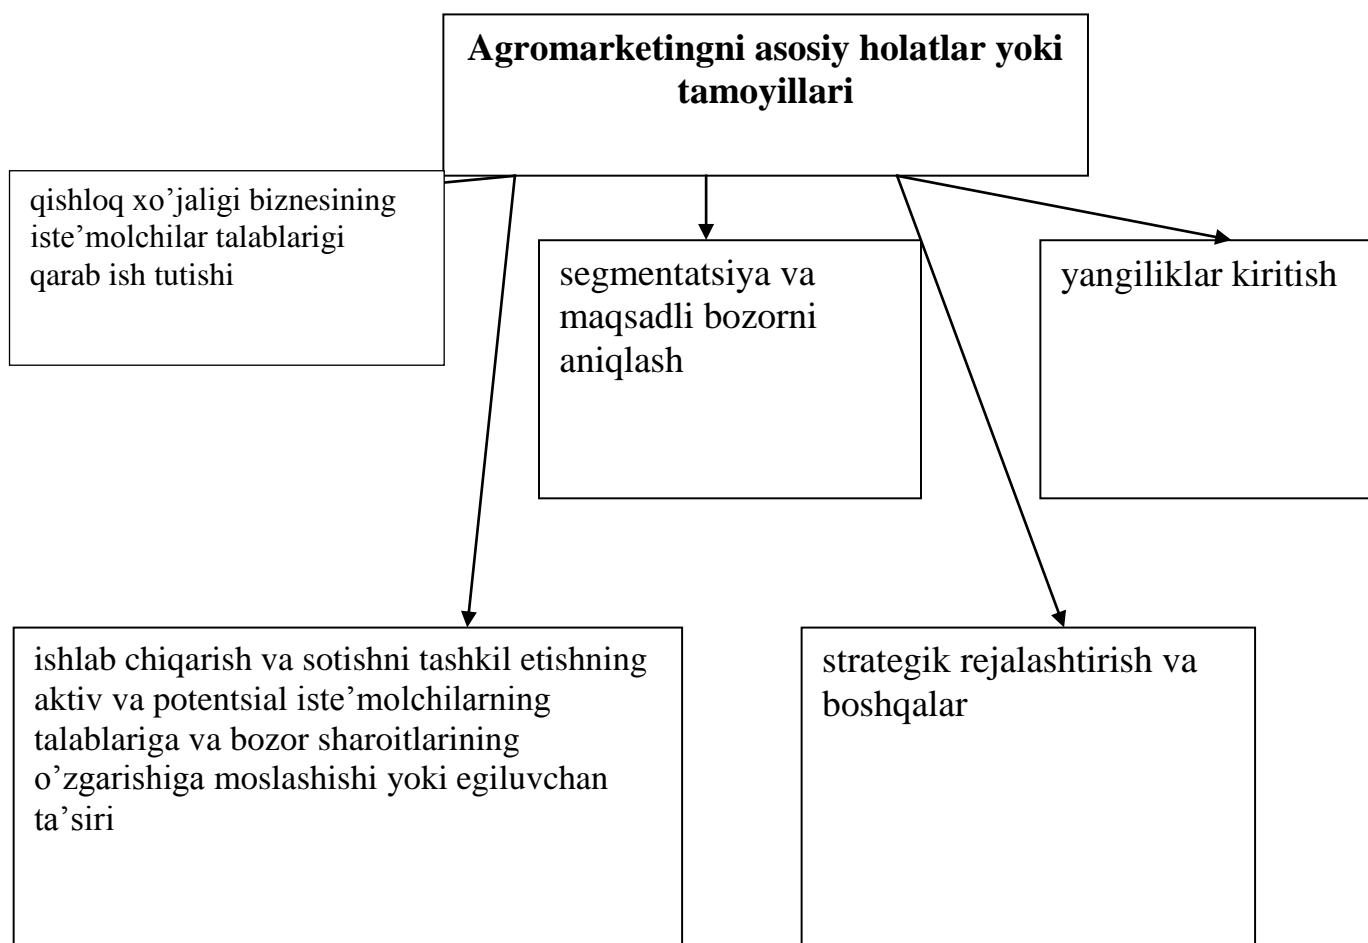 Agromarketingni asosiy holatlar yoki
tamoyillari
qishloq xo’jaligi biznesining
iste’molchilar talablarigi
qarab ish tutishi
segmentatsiya va
maqsadli bozorni
aniqlash
yangiliklar kiritish
ishlab chiqarish va sotishni tashkil etishning
aktiv va potentsial iste’molchilarning
talablariga va bozor sharoitlarining
o’zgarishiga moslashishi yoki egiluvchan
ta’siri
strategik rejalashtirish va
boshqalar